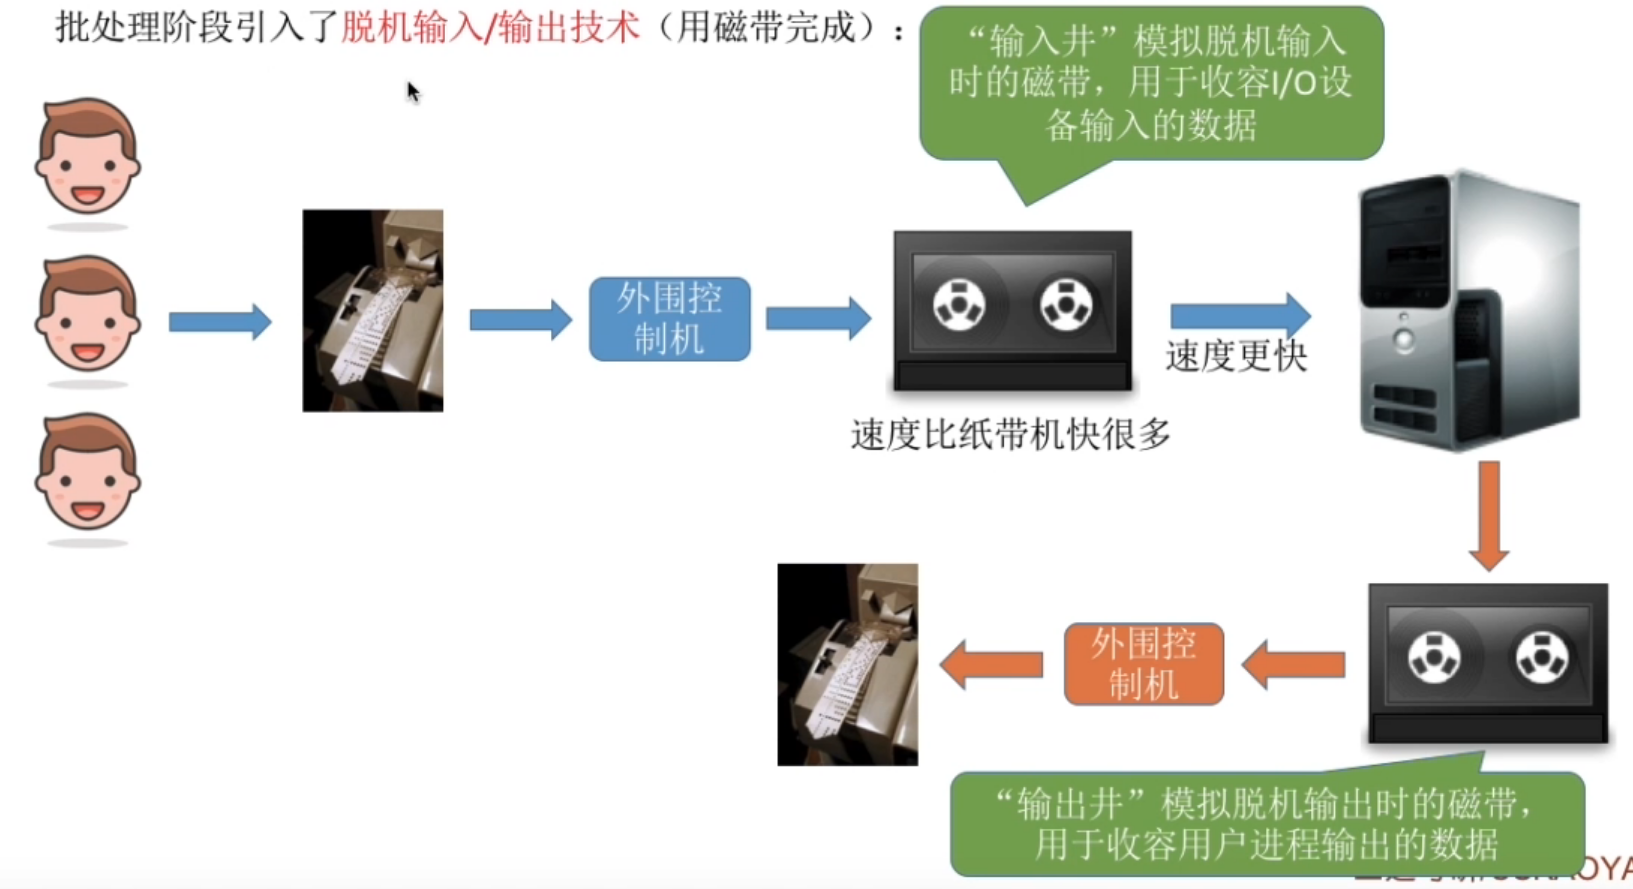 批处理阶段引入了脱机输入/输出技术（用磁带完成）：
“输入井”模拟脱机输入
时的磁带，用于收容I/O设
备输入的数据
外围控
制机
速度更快
速度比纸带机快很多
外围控
制机
“输出井”模拟脱机输出时的磁带，
用于收容用户进程输出的数据